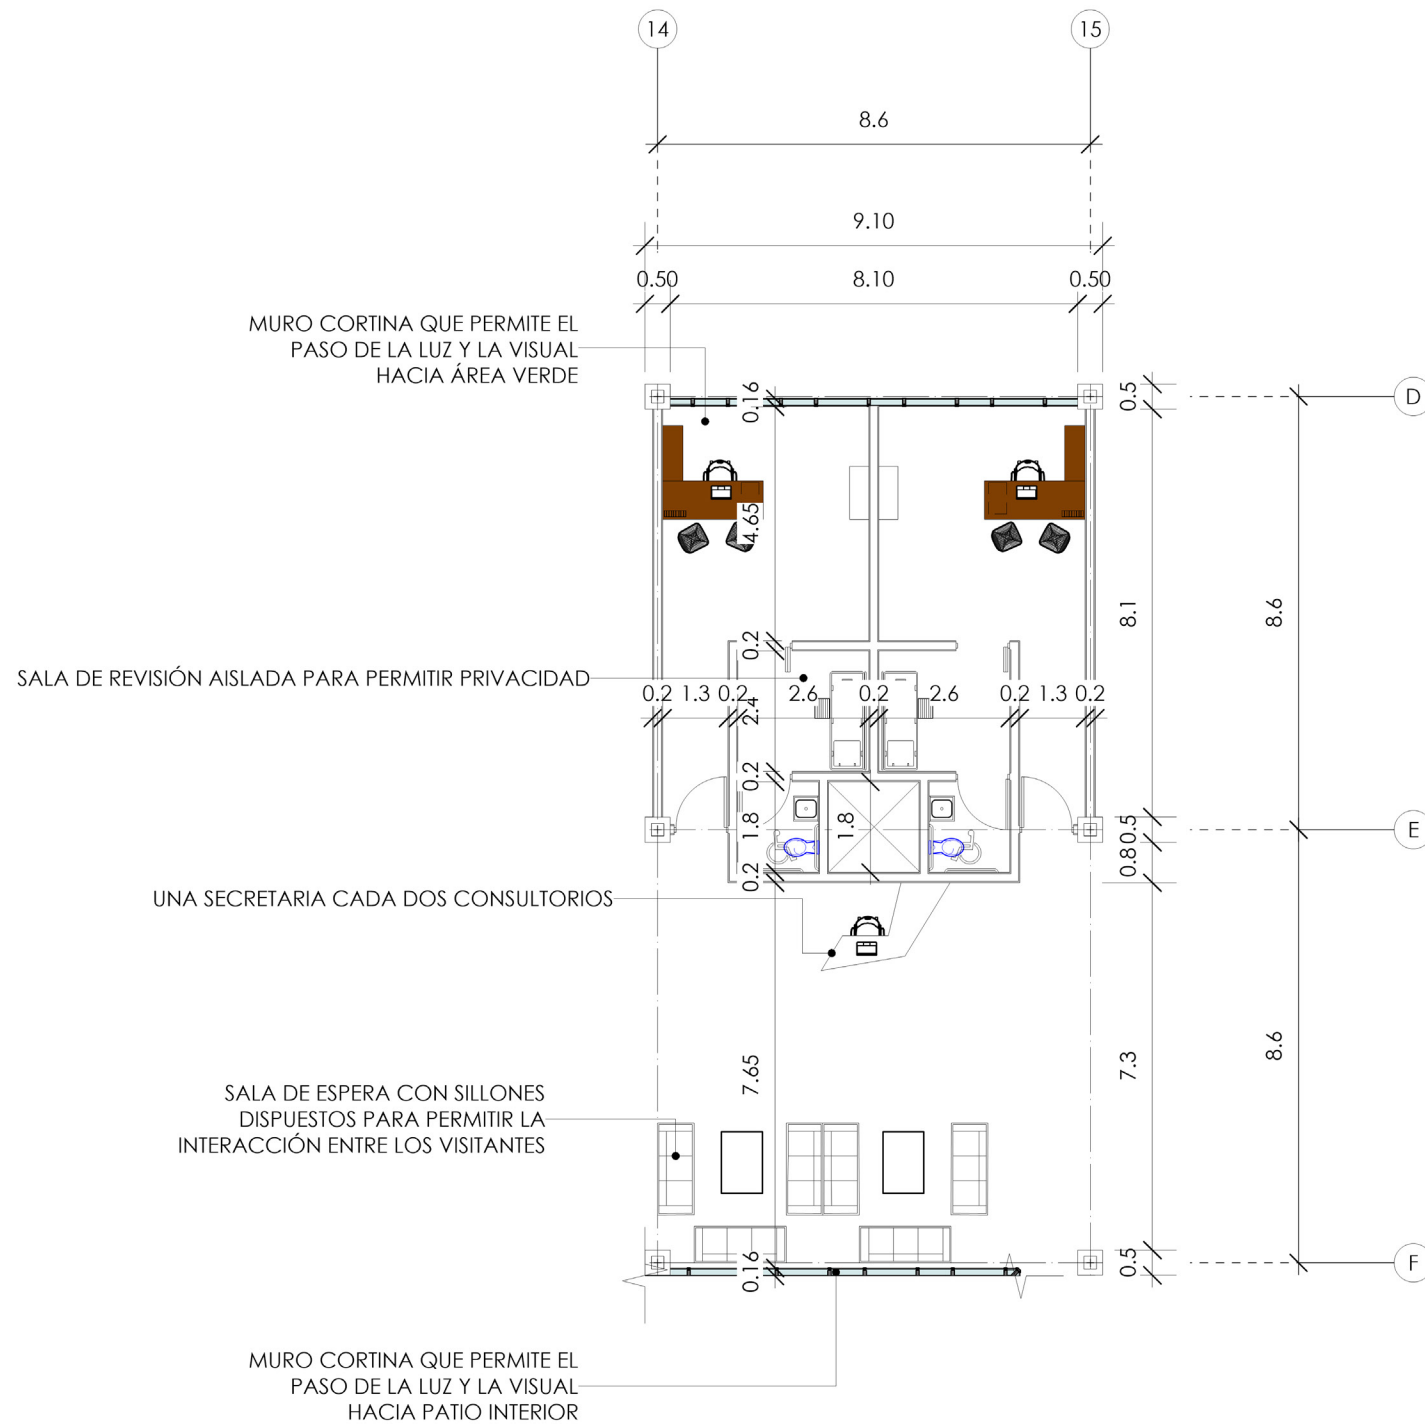 14
15
8.6
9.10
0.50
8.10
0.50
MURO CORTINA QUE PERMITE EL
PASO DE LA LUZ Y LA VISUAL
HACIA ÁREA VERDE
0.16
0.5
D
4.65
8.1
8.6
0.2
SALA DE REVISIÓN AISLADA PARA PERMITIR PRIVACIDAD
0.2 1.3 0.2 2.6 0.2 2.6 0.2 1.3 0.2
2.4
0.2
1.8
1.8
0.5
E
0.8
0.2
UNA SECRETARIA CADA DOS CONSULTORIOS
8.6
7.65
7.3
SALA DE ESPERA CON SILLONES
DISPUESTOS PARA PERMITIR LA
INTERACCIÓN ENTRE LOS VISITANTES
0.16
0.5
F
MURO CORTINA QUE PERMITE EL
PASO DE LA LUZ Y LA VISUAL
HACIA PATIO INTERIOR